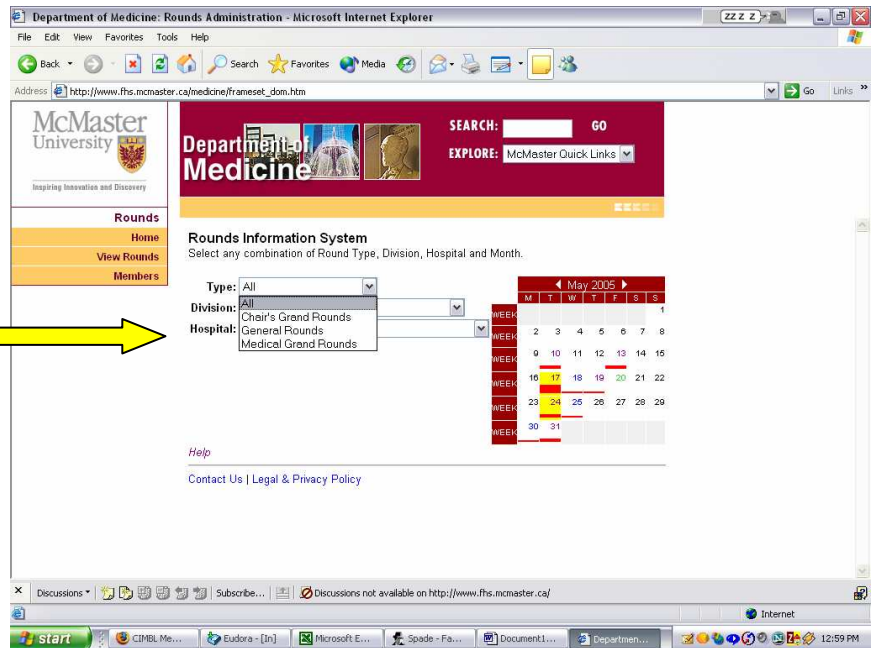 Department of Medicine: Rounds Administration - Microsoft Internet Explorer
ZZ Z Z
File Edit View Favorites Tools Help
Back Search Favorites Media
Address http://www.fhs.mcmaster.ca/medicine/frameset_dom.htm Go Links »
McMaster
University
Inspiring Innovation and Discovery
Department of
Medicine
SEARCH: GO
EXPLORE: McMaster Quick Links
Rounds
Home
View Rounds
Members
Rounds Information System
Select any combination of Round Type, Division, Hospital and Month.
Type: All
Division:
Hospital:
All
Chair's Grand Rounds
General Rounds
Medical Grand Rounds
May 2005
M T W T F S S
WEEK 1
WEEK 2 3 4 5 6 7 8
WEEK 9 10 11 12 13 14 15
WEEK 16 17 18 19 20 21 22
WEEK 23 24 25 26 27 28 29
WEEK 30 31
Help
Contact Us | Legal & Privacy Policy
Discussions Subscribe... Discussions not available on http://www.fhs.mcmaster.ca/
Internet
start CIMBL Me... Eudora - [In] Microsoft E... Spade - Fa... Document1... Departmen... 12:59 PM